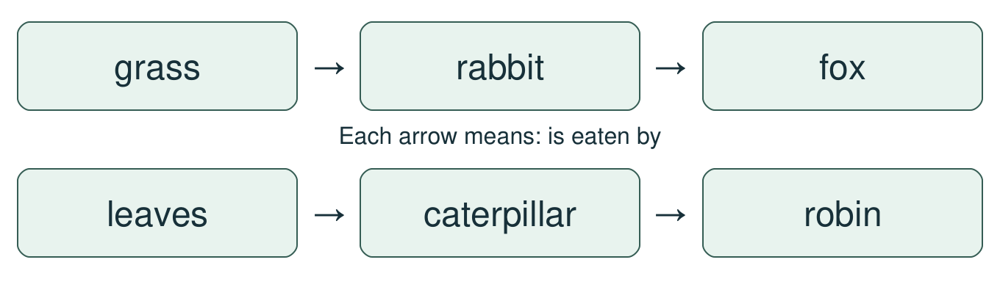 grass → rabbit → fox
Each arrow means: is eaten by
leaves → caterpillar → robin